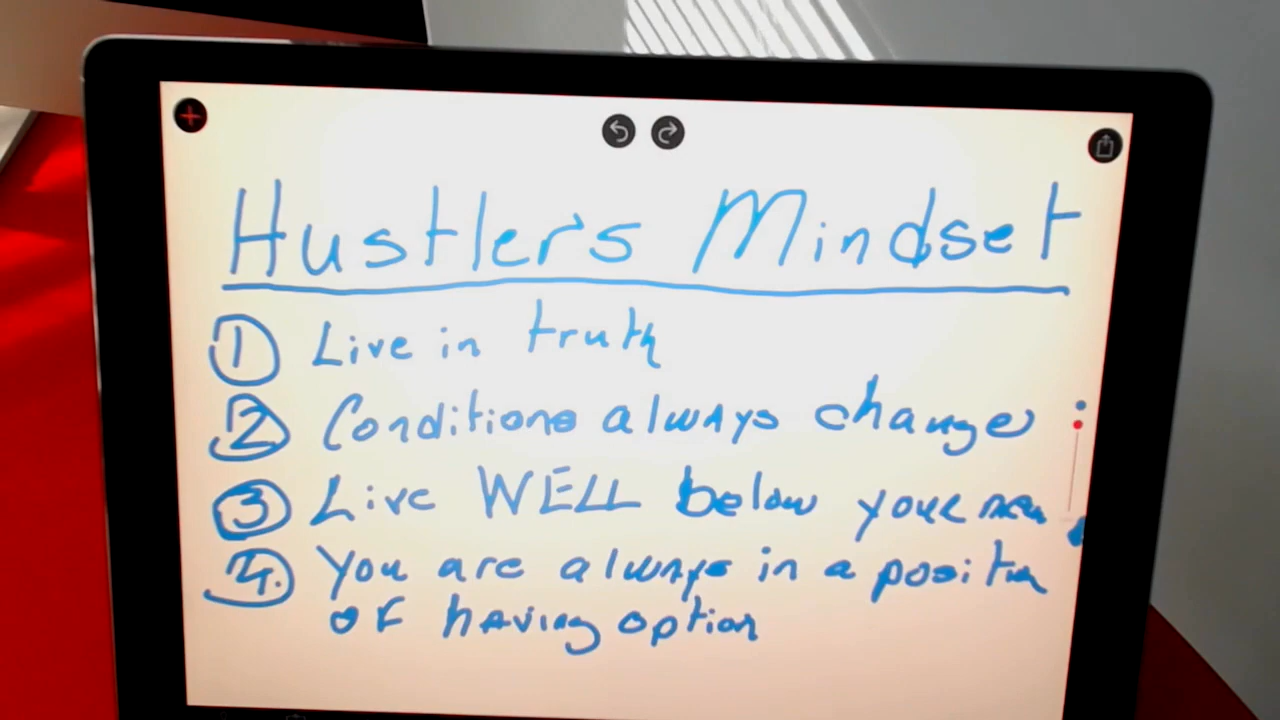 Hustler's Mindset
1 Live in truth
2 Conditions always change
3 Live WELL below your
4. You are always in a position
of having option